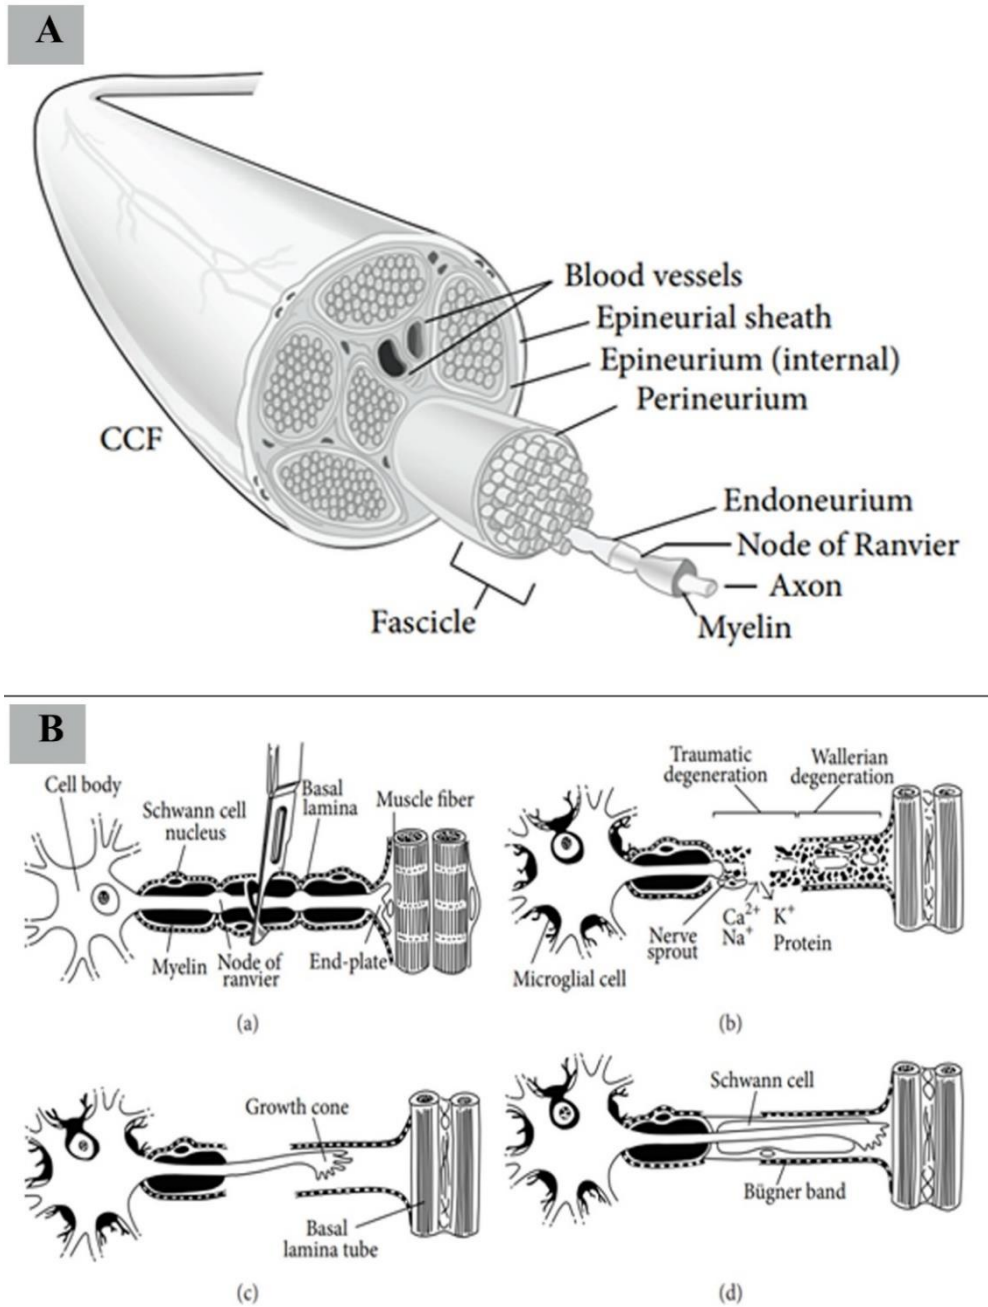 A
Blood vessels
Epineurial sheath
Epineurium (internal)
Perineurium
CCF
Endoneurium
Node of Ranvier
Axon
Fascicle
Myelin
B
Cell body
Schwann cell
nucleus
Basal
lamina
Muscle fiber
Myelin
Node of
ranvier
End-plate
(a)
Traumatic
degeneration
Wallerian
degeneration
Nerve
sprout
Ca2+
Na+
K+
Protein
Microglial cell
(b)
Growth cone
Basal
lamina tube
(c)
Schwann cell
Bügner band
(d)